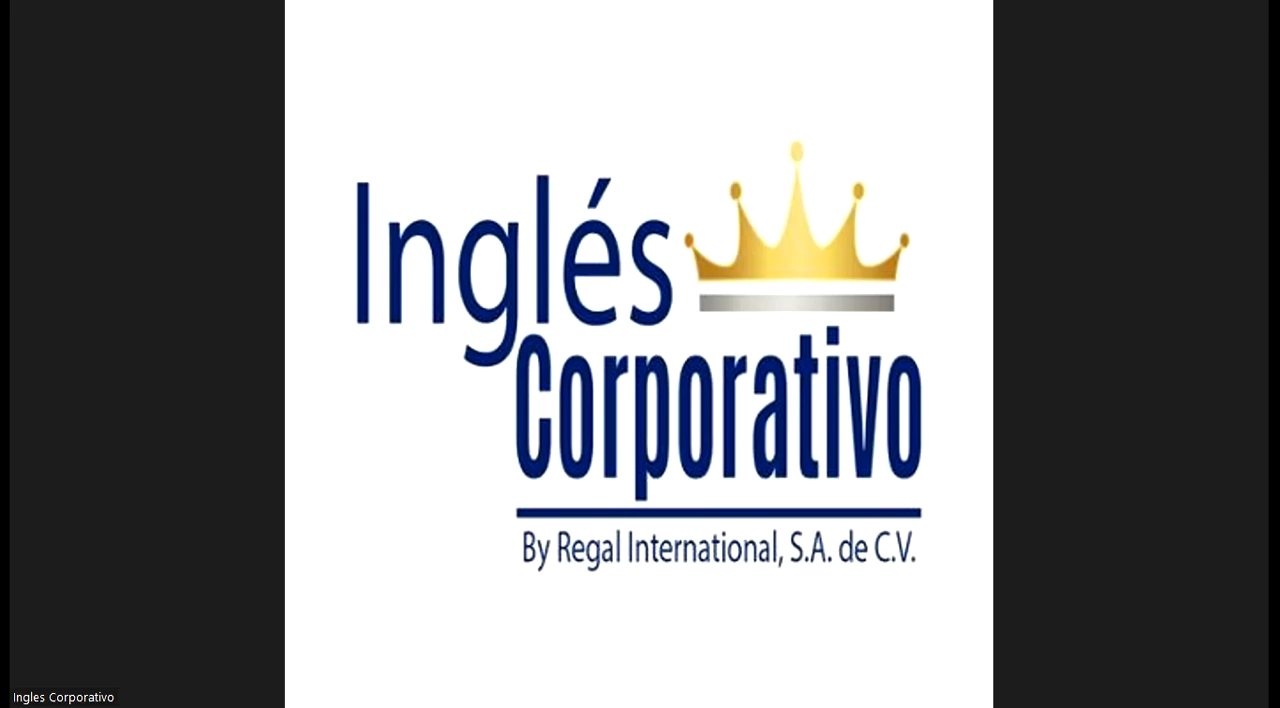 Inglés
Corporativo
By Regal International, S.A. de C.V.
Ingles Corporativo